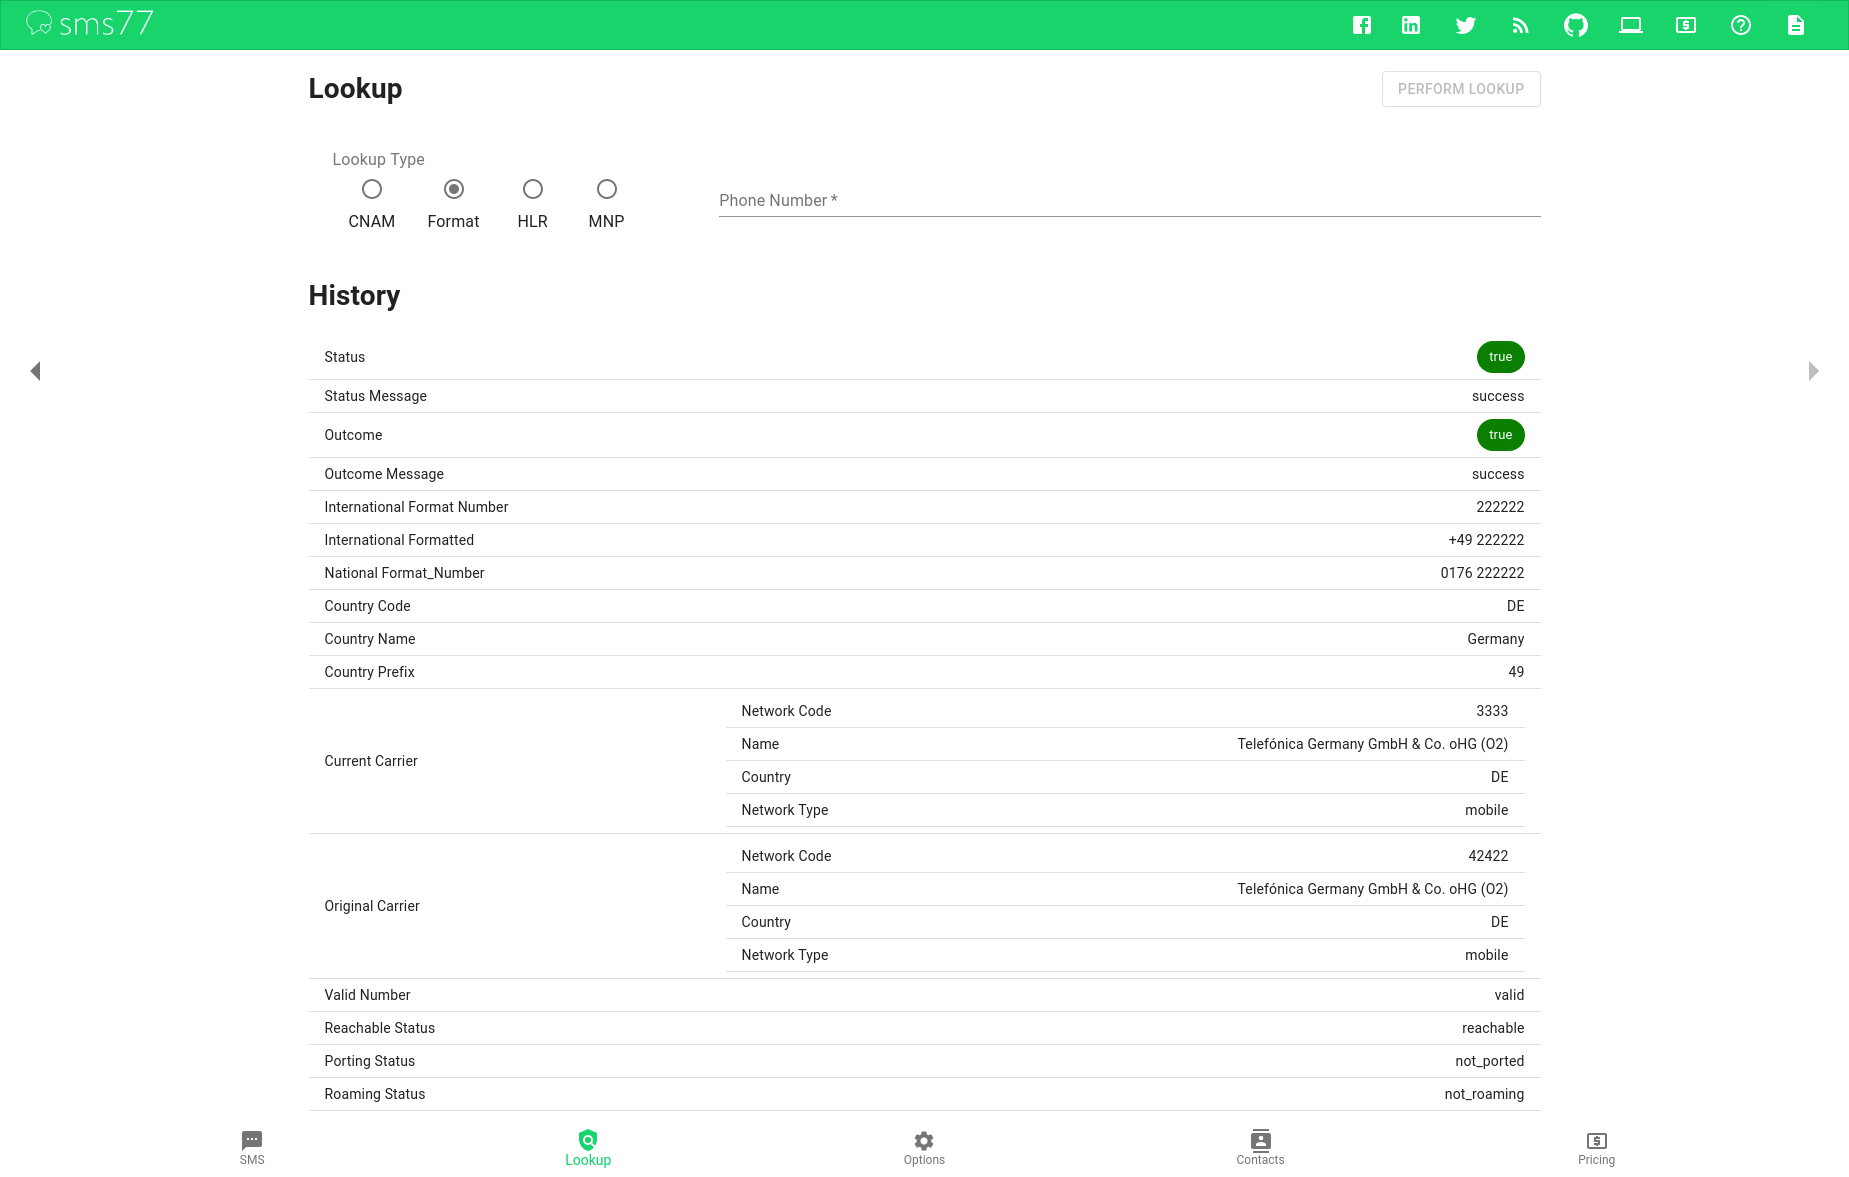 sms77
Lookup
PERFORM LOOKUP
Lookup Type
CNAM Format HLR MNP
Phone Number *
History
Status true
Status Message success
Outcome true
Outcome Message success
International Format Number 222222
International Formatted +49 222222
National Format_Number 0176 222222
Country Code DE
Country Name Germany
Country Prefix 49
Current Carrier
Network Code 3333
Name Telefónica Germany GmbH & Co. oHG (O2)
Country DE
Network Type mobile
Original Carrier
Network Code 42422
Name Telefónica Germany GmbH & Co. oHG (O2)
Country DE
Network Type mobile
Valid Number valid
Reachable Status reachable
Porting Status not_ported
Roaming Status not_roaming
SMS Lookup Options Contacts Pricing